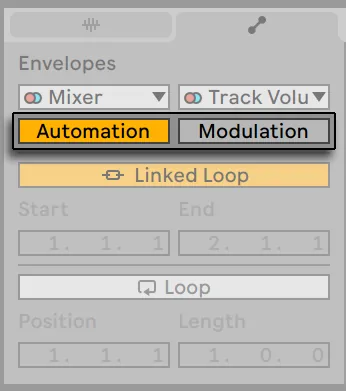 Envelopes
Mixer Track Volu
Automation Modulation
Linked Loop
Start End
1. 1. 1 2. 1. 1
Loop
Position Length
1. 1. 1 1. 0. 0